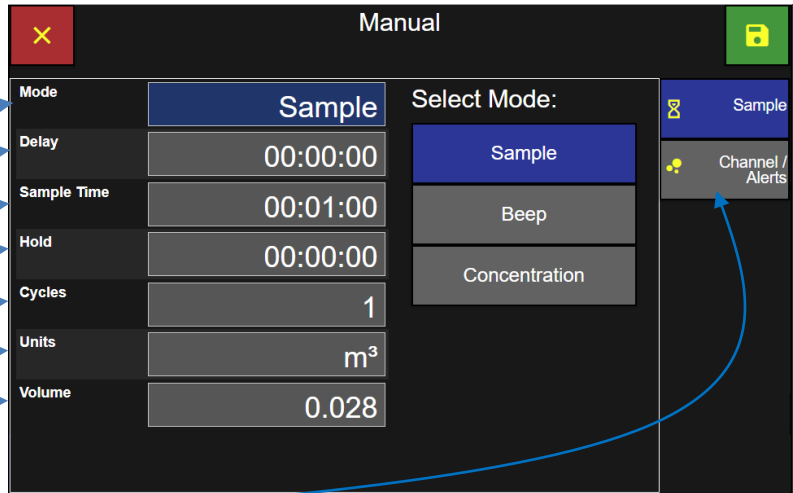 Manual
Mode
Sample
Delay
00:00:00
Sample Time
00:01:00
Hold
00:00:00
Cycles
1
Units
m³
Volume
0.028
Select Mode:
Sample
Beep
Concentration
Sample
Channel /
Alerts